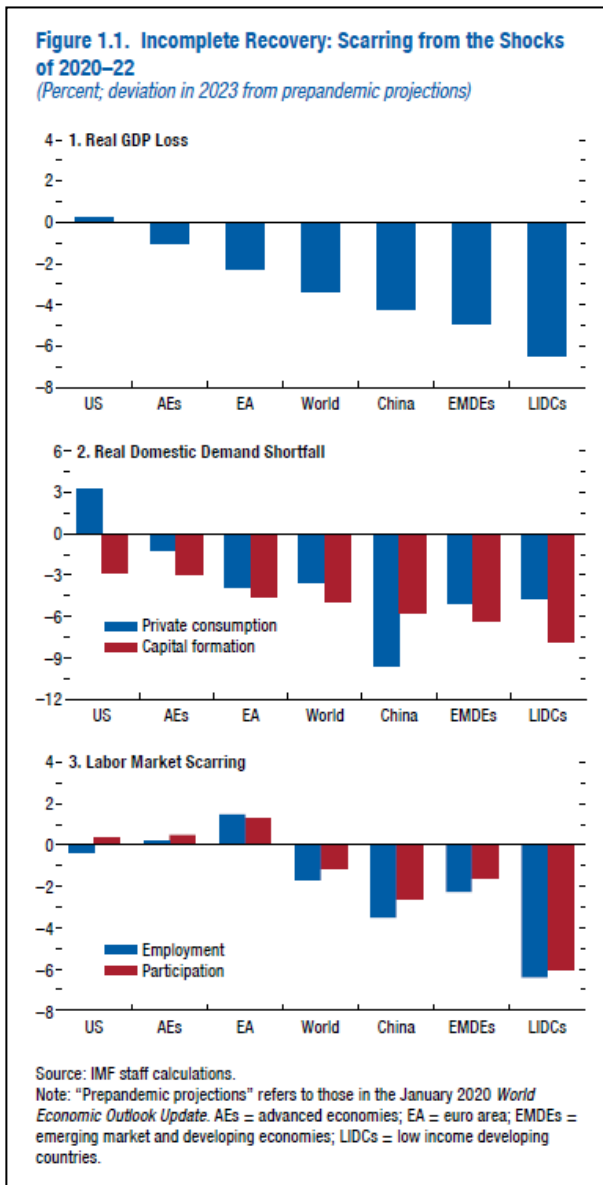 Figure 1.1. Incomplete Recovery: Scarring from the Shocks
of 2020–22
(Percent; deviation in 2023 from prepandemic projections)
4
1. Real GDP Loss
2
0
–2
–4
–6
–8
US AEs EA World China EMDEs LIDCs
6
2. Real Domestic Demand Shortfall
3
0
–3
–6
–9
–12
Private consumption
Capital formation
US AEs EA World China EMDEs LIDCs
4
3. Labor Market Scarring
2
0
–2
–4
–6
–8
Employment
Participation
US AEs EA World China EMDEs LIDCs
Source: IMF staff calculations.
Note: “Prepandemic projections” refers to those in the January 2020 World
Economic Outlook Update. AEs = advanced economies; EA = euro area; EMDEs =
emerging market and developing economies; LIDCs = low income developing
countries.